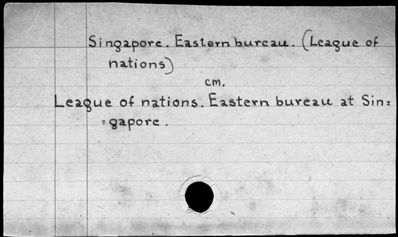 Singapore. Eastern bureau. (League of
nations)
cm.
League of nations. Eastern bureau at Sin=
=gapore.